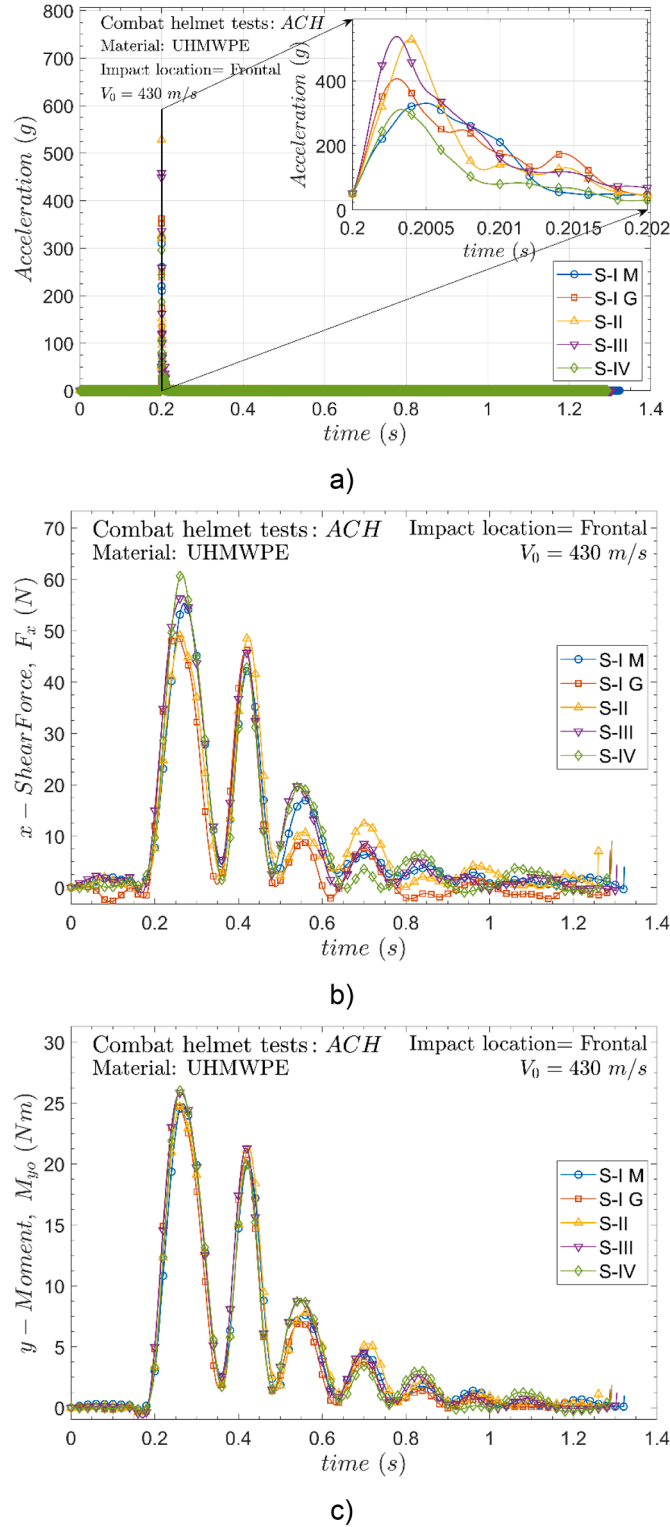 Combat helmet tests: ACH
Material: UHMWPE
Impact location= Frontal
V0 = 430 m/s
800
700
600
500
400
300
200
100
0
Acceleration (g)
400
200
0
Acceleration (g)
0.2 0.2005 0.201 0.2015 0.202
time (s)
S-I M
S-I G
S-II
S-III
S-IV
0 0.2 0.4 0.6 0.8 1 1.2 1.4
time (s)
a)
Combat helmet tests: ACH Impact location= Frontal
Material: UHMWPE V0 = 430 m/s
70
60
50
40
30
20
10
0
x − ShearForce, Fx (N)
S-I M
S-I G
S-II
S-III
S-IV
0 0.2 0.4 0.6 0.8 1 1.2 1.4
time (s)
b)
Combat helmet tests: ACH Impact location= Frontal
Material: UHMWPE V0 = 430 m/s
30
25
20
15
10
5
0
y − Moment, Myo (Nm)
S-I M
S-I G
S-II
S-III
S-IV
0 0.2 0.4 0.6 0.8 1 1.2 1.4
time (s)
c)